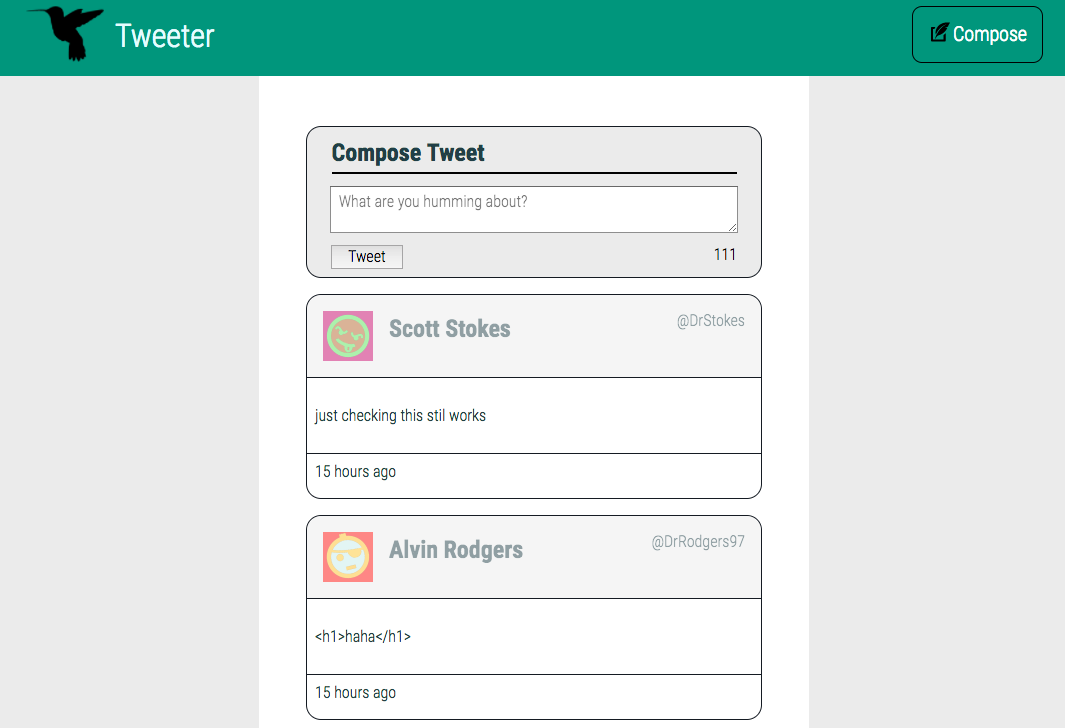 Tweeter
Compose
Compose Tweet
What are you humming about?
Tweet 111
Scott Stokes @DrStokes
just checking this stil works
15 hours ago
Alvin Rodgers @DrRodgers97
<h1>haha</h1>
15 hours ago